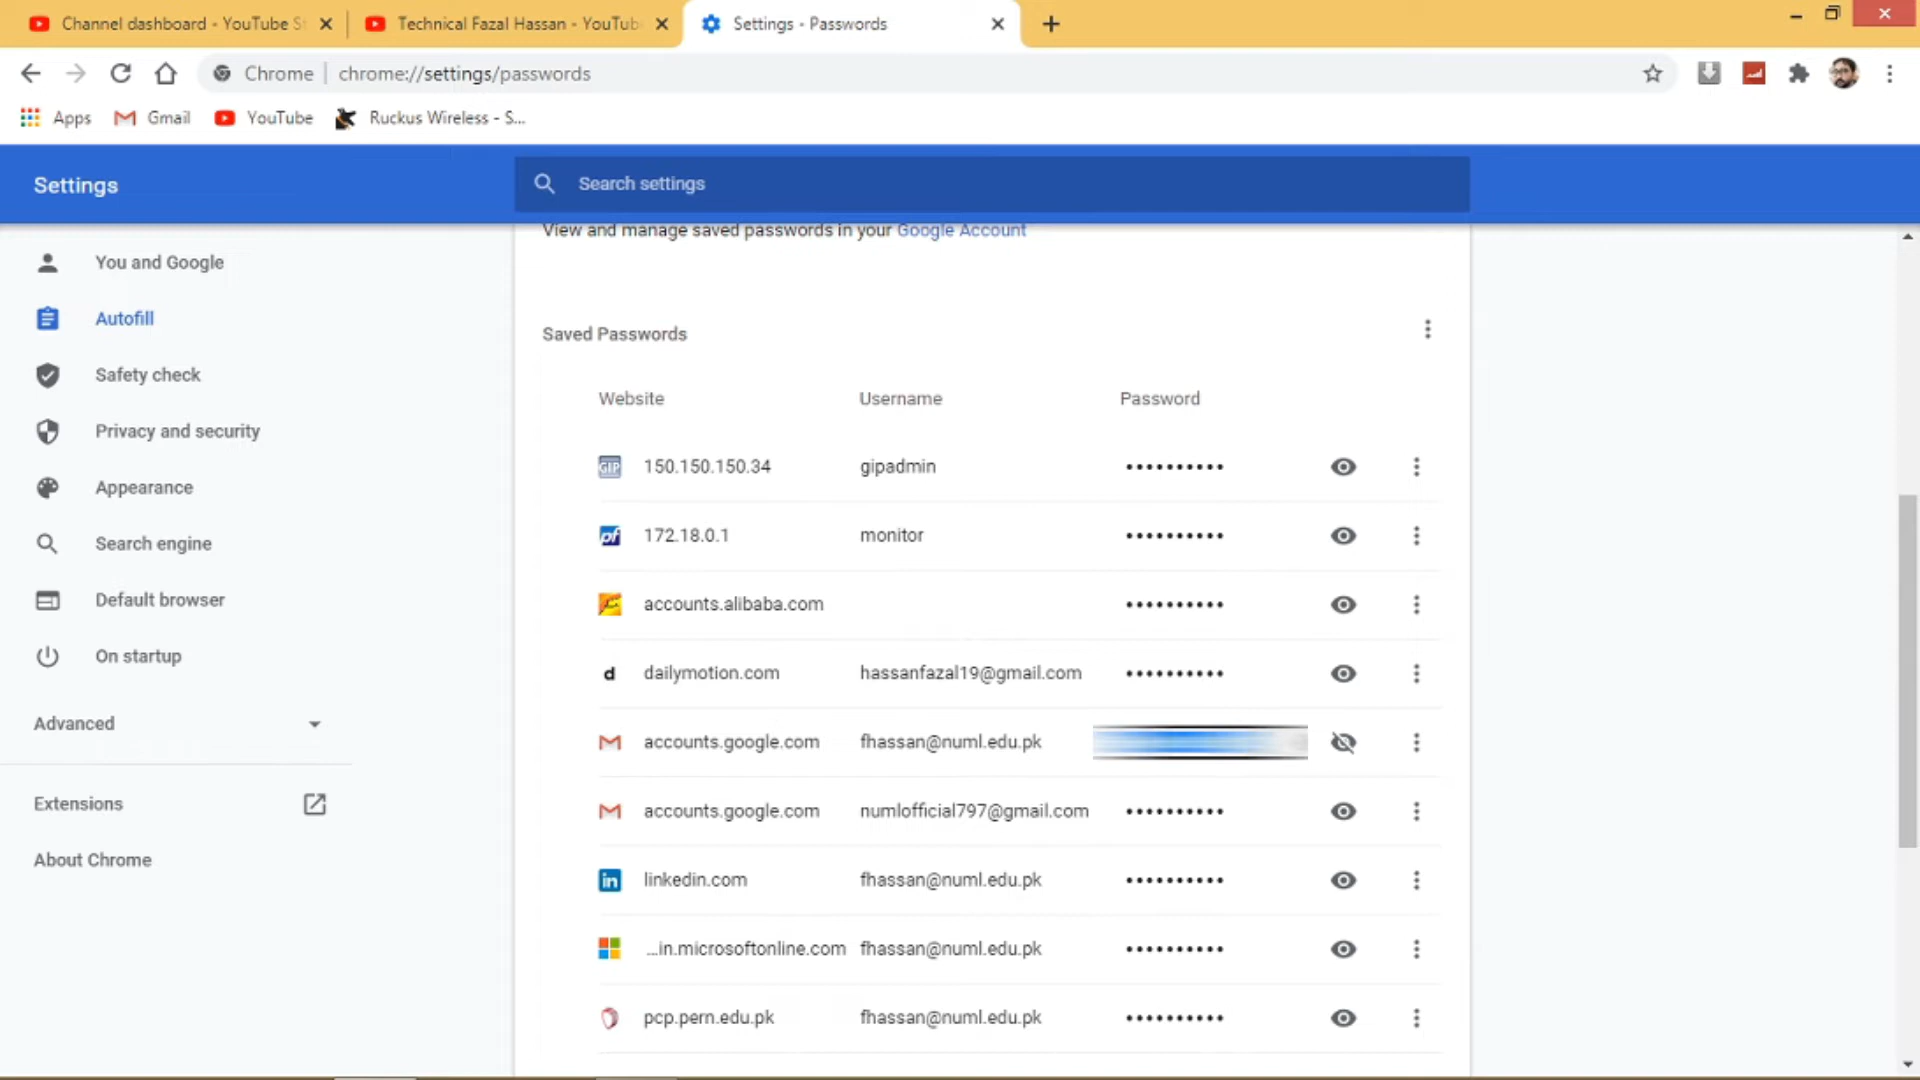 Channel dashboard - YouTube S
Technical Fazal Hassan - YouTub
Settings - Passwords
Chrome
chrome://settings/passwords
Apps
Gmail
YouTube
Ruckus Wireless - S...
Settings
Search settings
View and manage saved passwords in your Google Account
You and Google
Autofill
Safety check
Privacy and security
Appearance
Search engine
Default browser
On startup
Advanced
Extensions
About Chrome
Saved Passwords
Website Username Password
GIP 150.150.150.34 gipadmin ••••••••••
pf 172.18.0.1 monitor ••••••••••
accounts.alibaba.com ••••••••••
d dailymotion.com hassanfazal19@gmail.com ••••••••••
accounts.google.com fhassan@numl.edu.pk
accounts.google.com numlofficial797@gmail.com ••••••••••
in linkedin.com fhassan@numl.edu.pk ••••••••••
...in.microsoftonline.com fhassan@numl.edu.pk ••••••••••
pcp.pern.edu.pk fhassan@numl.edu.pk ••••••••••